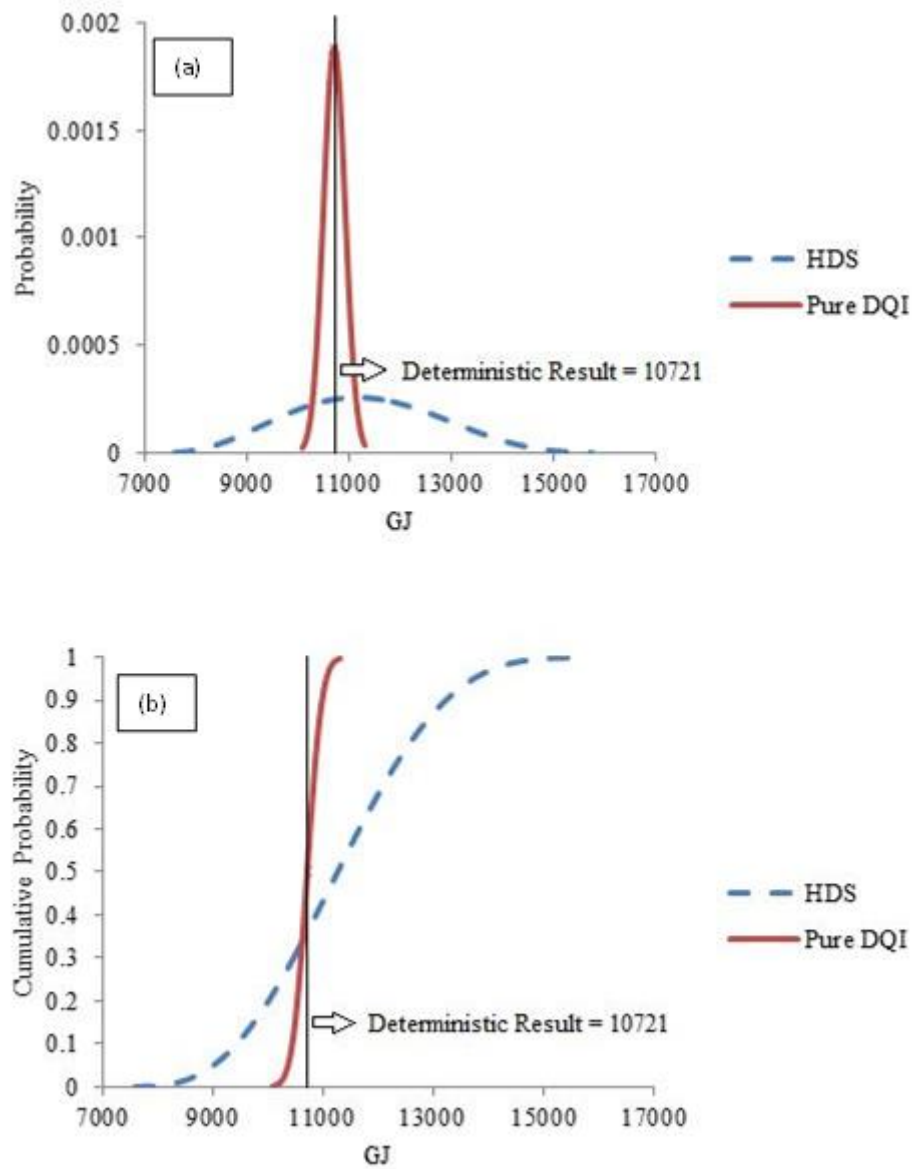 0.002
(a)
0.0015
0.001
0.0005
0
Probability
7000 9000 11000 13000 15000 17000
GJ
Deterministic Result = 10721
HDS
Pure DQI
1
(b)
0.9
0.8
0.7
0.6
0.5
0.4
0.3
0.2
0.1
0
Cumulative Probability
7000 9000 11000 13000 15000 17000
GJ
Deterministic Result = 10721
HDS
Pure DQI